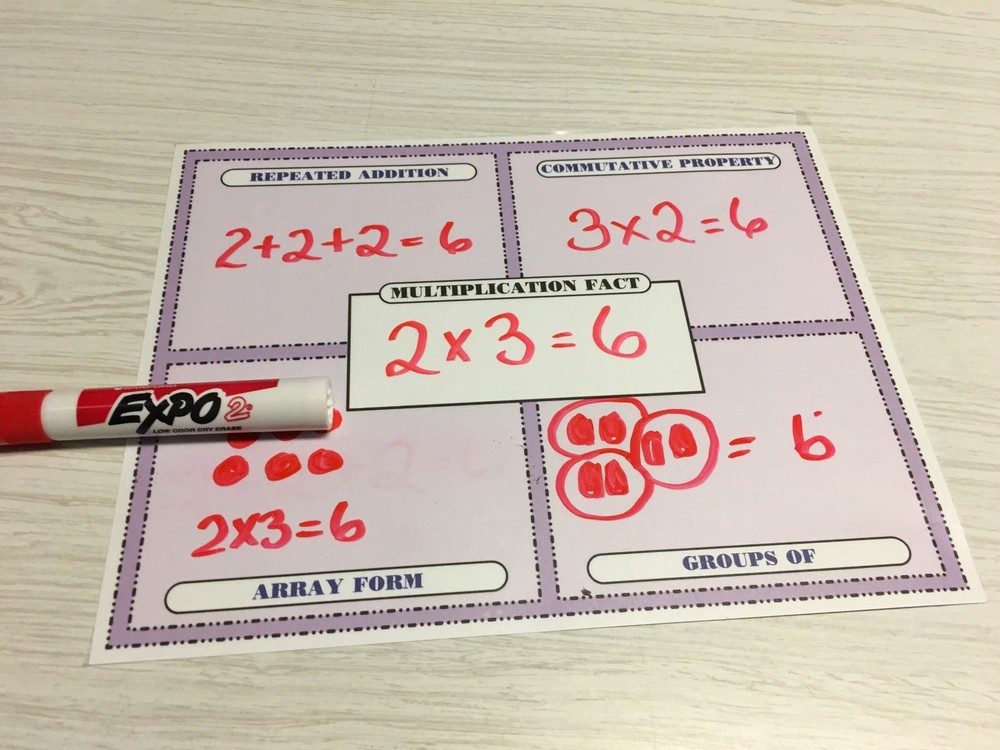 REPEATED ADDITION
2+2+2=6
COMMUTATIVE PROPERTY
3x2=6
MULTIPLICATION FACT
2x3=6
EXPO 2
LOW ODOR DRY ERASE
2x3=6
ARRAY FORM
= 6
GROUPS OF